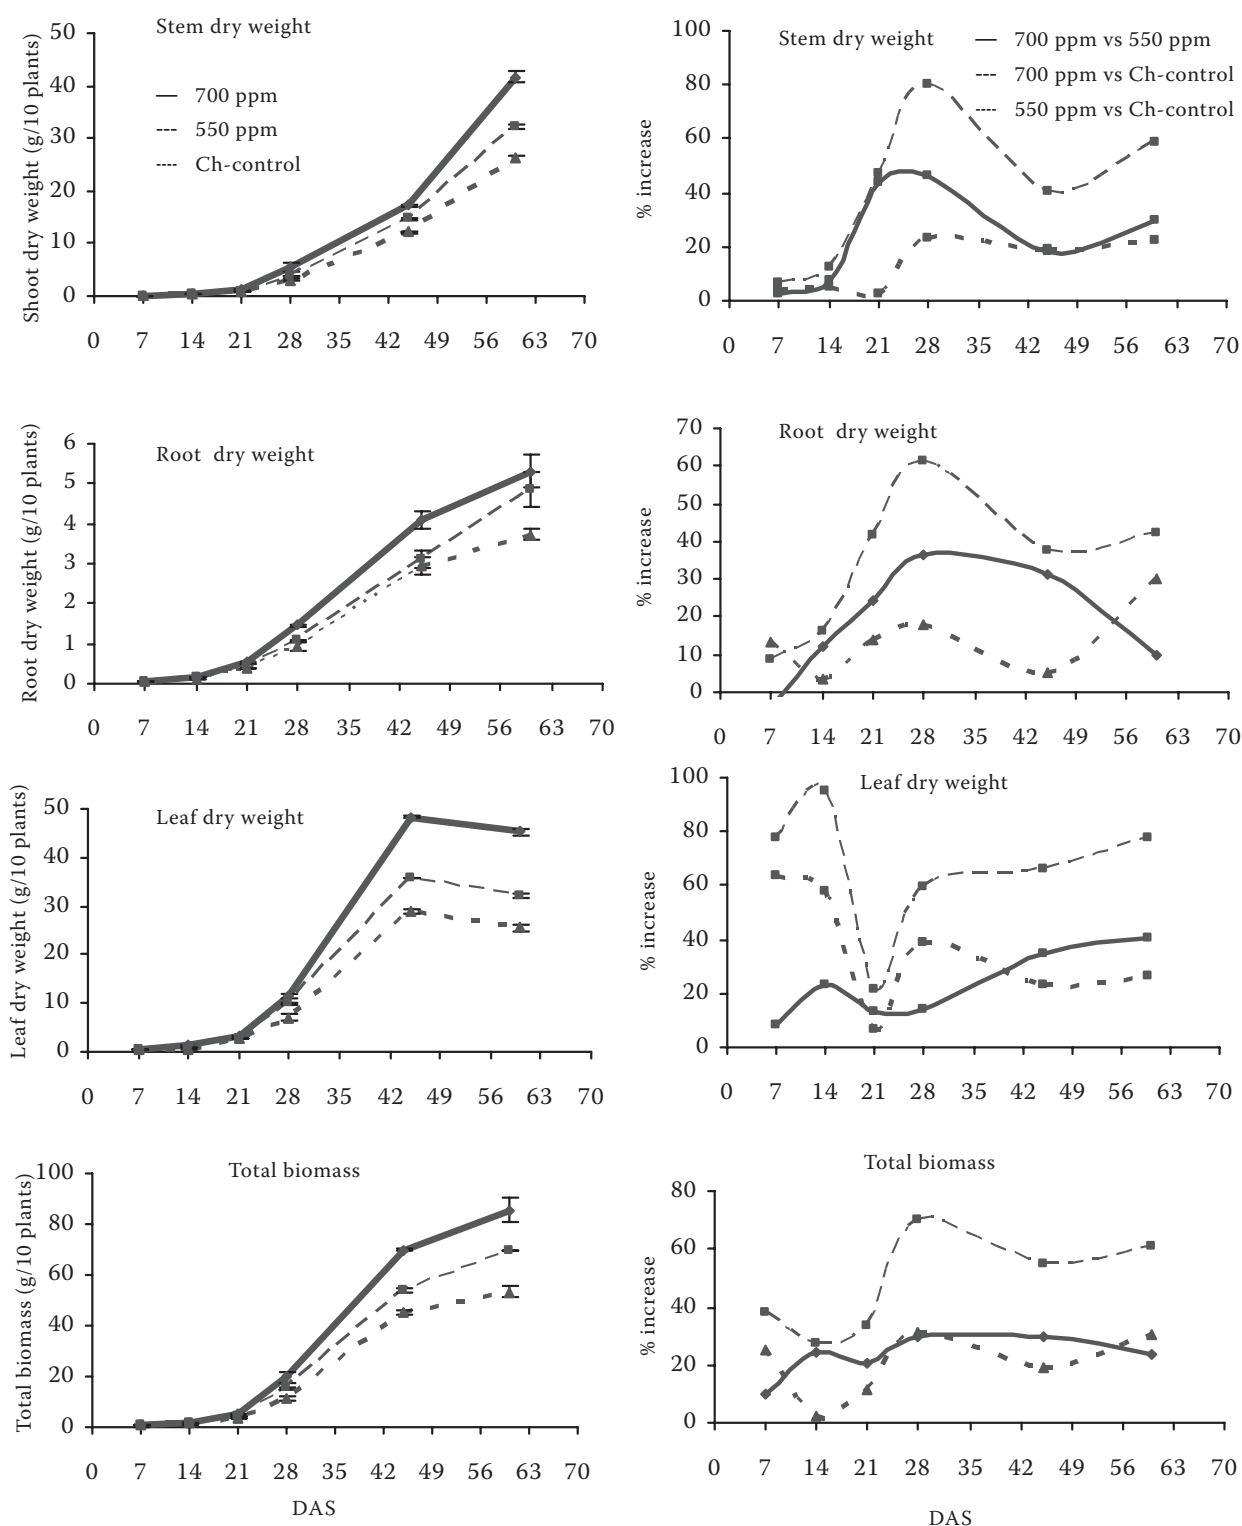 Stem dry weight
700 ppm
550 ppm
Ch-control
Shoot dry weight (g/10 plants)
50
40
30
20
10
0
0 7 14 21 28 35 42 49 56 63 70
Stem dry weight
700 ppm vs 550 ppm
700 ppm vs Ch-control
550 ppm vs Ch-control
% increase
100
80
60
40
20
0
0 7 14 21 28 35 42 49 56 63 70
Root dry weight
Root dry weight (g/10 plants)
6
5
4
3
2
1
0
0 7 14 21 28 35 42 49 56 63 70
Root dry weight
% increase
70
60
50
40
30
20
10
0
0 7 14 21 28 35 42 49 56 63 70
Leaf dry weight
Leaf dry weight (g/10 plants)
50
40
30
20
10
0
0 7 14 21 28 35 42 49 56 63 70
Leaf dry weight
% increase
100
80
60
40
20
0
0 7 14 21 28 35 42 49 56 63 70
Total biomass
Total biomass (g/10 plants)
100
80
60
40
20
0
0 7 14 21 28 35 42 49 56 63 70
DAS
Total biomass
% increase
80
60
40
20
0
0 7 14 21 28 35 42 49 56 63 70
DAS